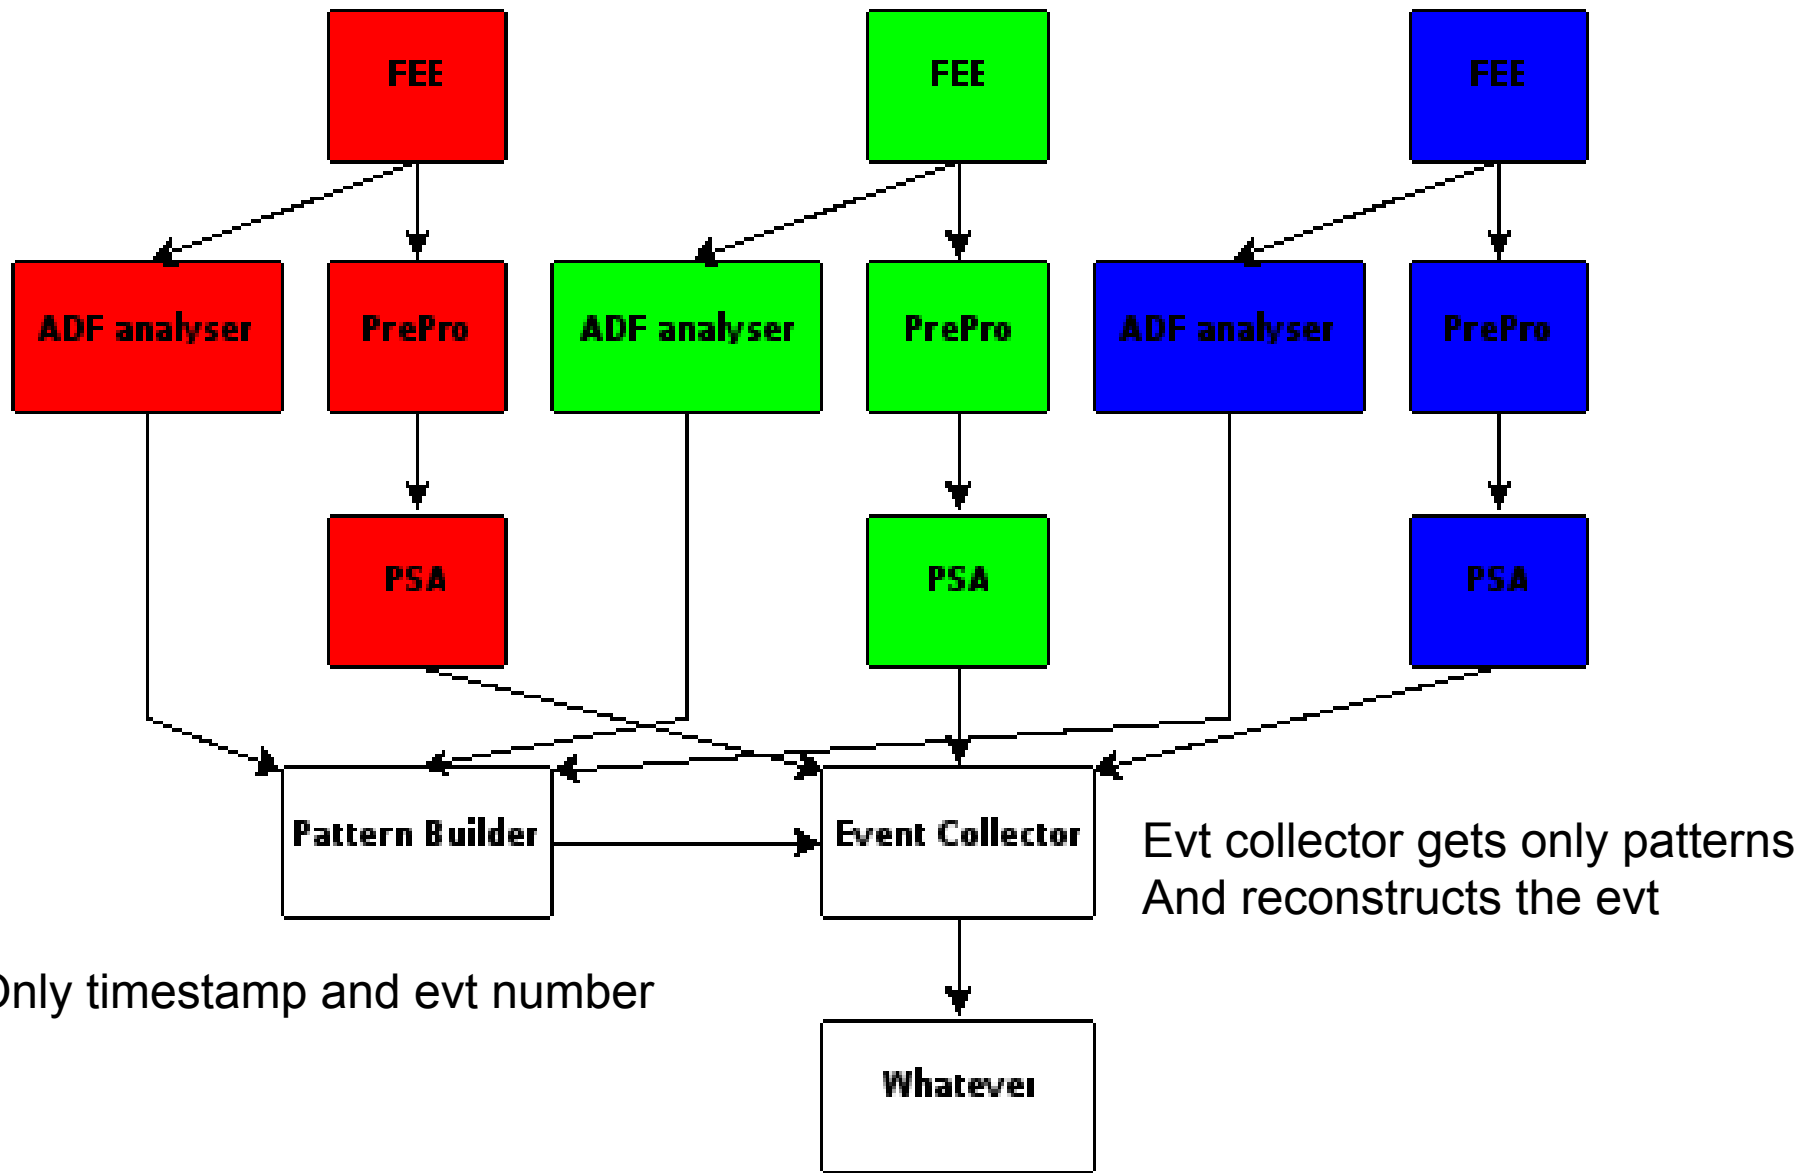 FEE
FEE
FEE
ADF analyser
PrePro
ADF analyser
PrePro
ADF analyser
PrePro
PSA
PSA
PSA
Pattern Builder
Event Collector
Evt collector gets only patterns
And reconstructs the evt
Only timestamp and evt number
Whatever